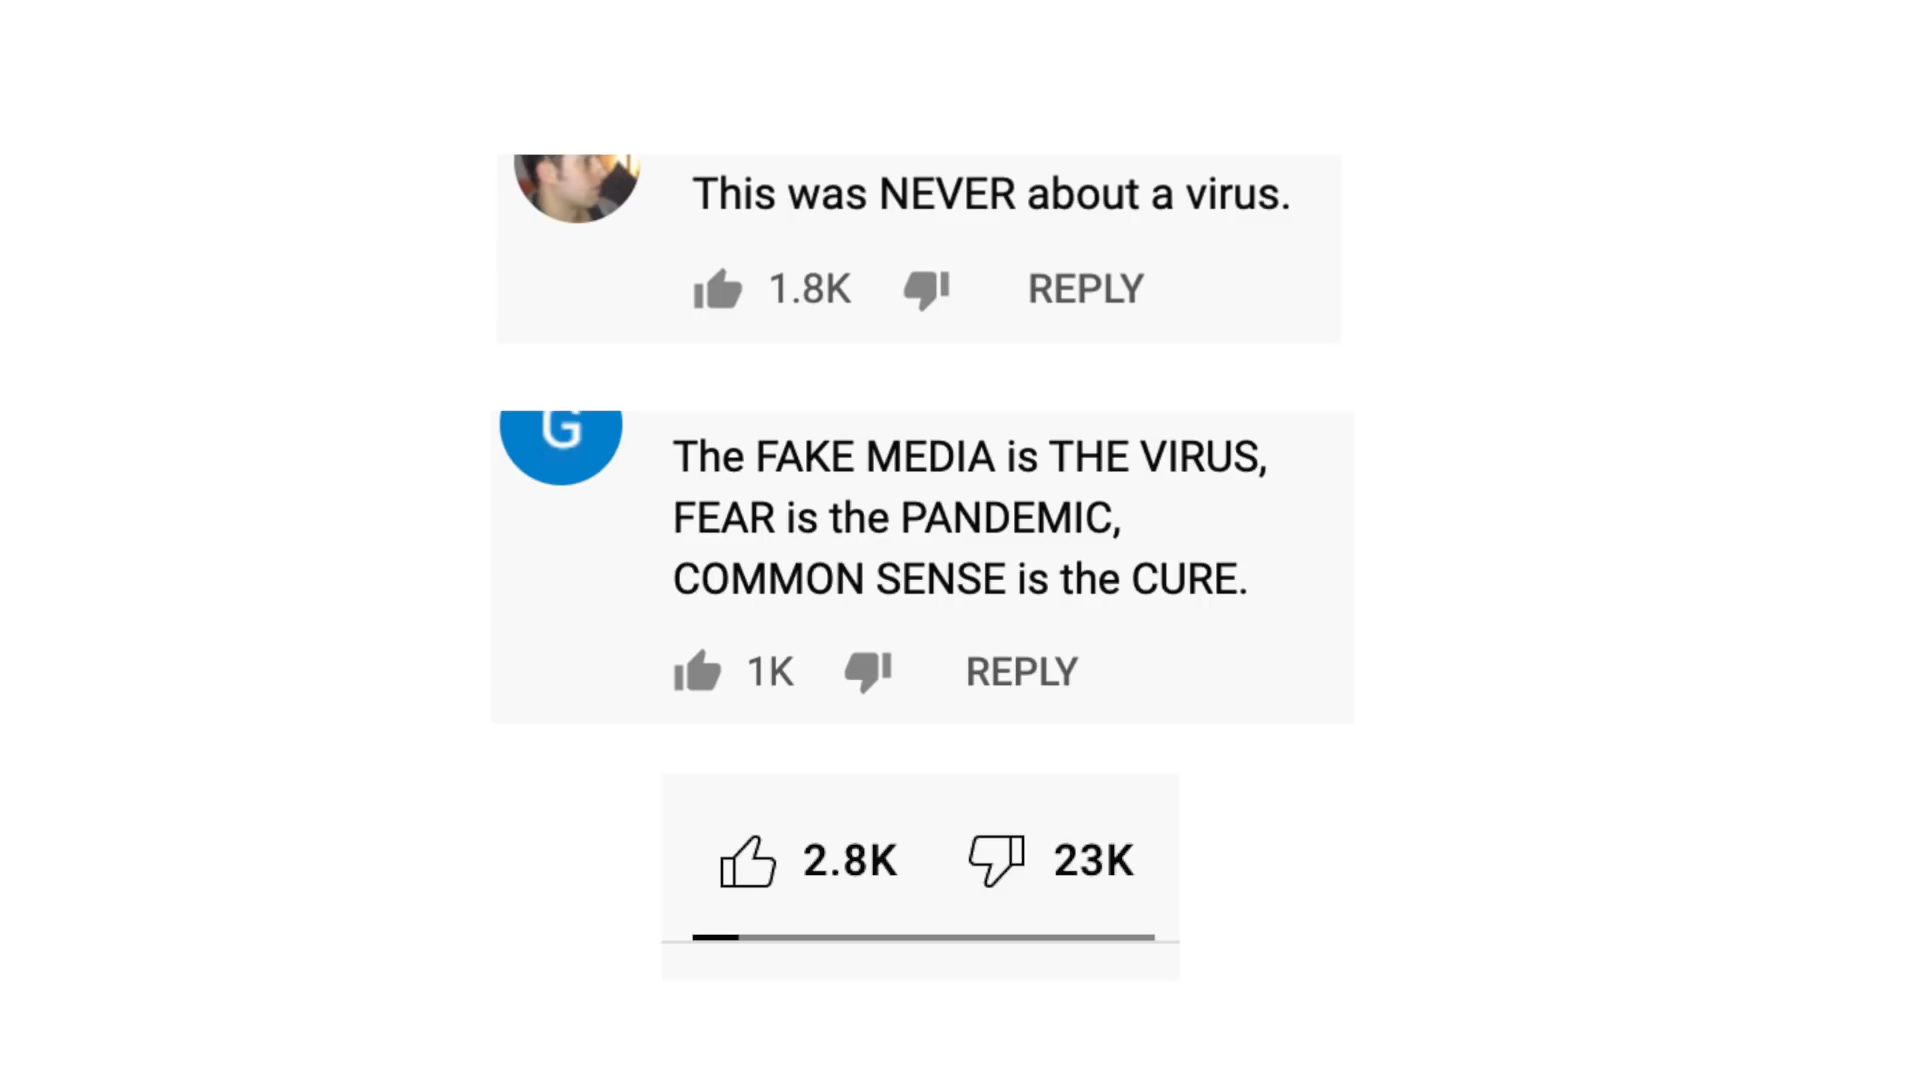 This was NEVER about a virus.
1.8K REPLY
G
The FAKE MEDIA is THE VIRUS,
FEAR is the PANDEMIC,
COMMON SENSE is the CURE.
1K REPLY
2.8K 23K